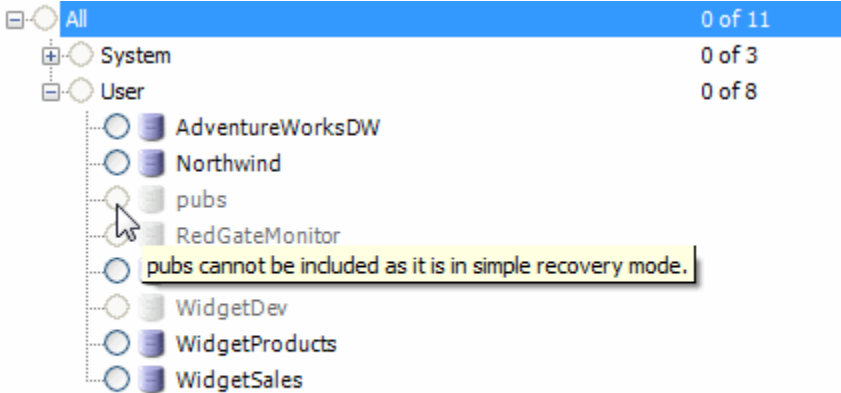 All 0 of 11
System 0 of 3
User 0 of 8
AdventureWorksDW
Northwind
pubs
RedGateMonitor
pubs cannot be included as it is in simple recovery mode.
WidgetDev
WidgetProducts
WidgetSales